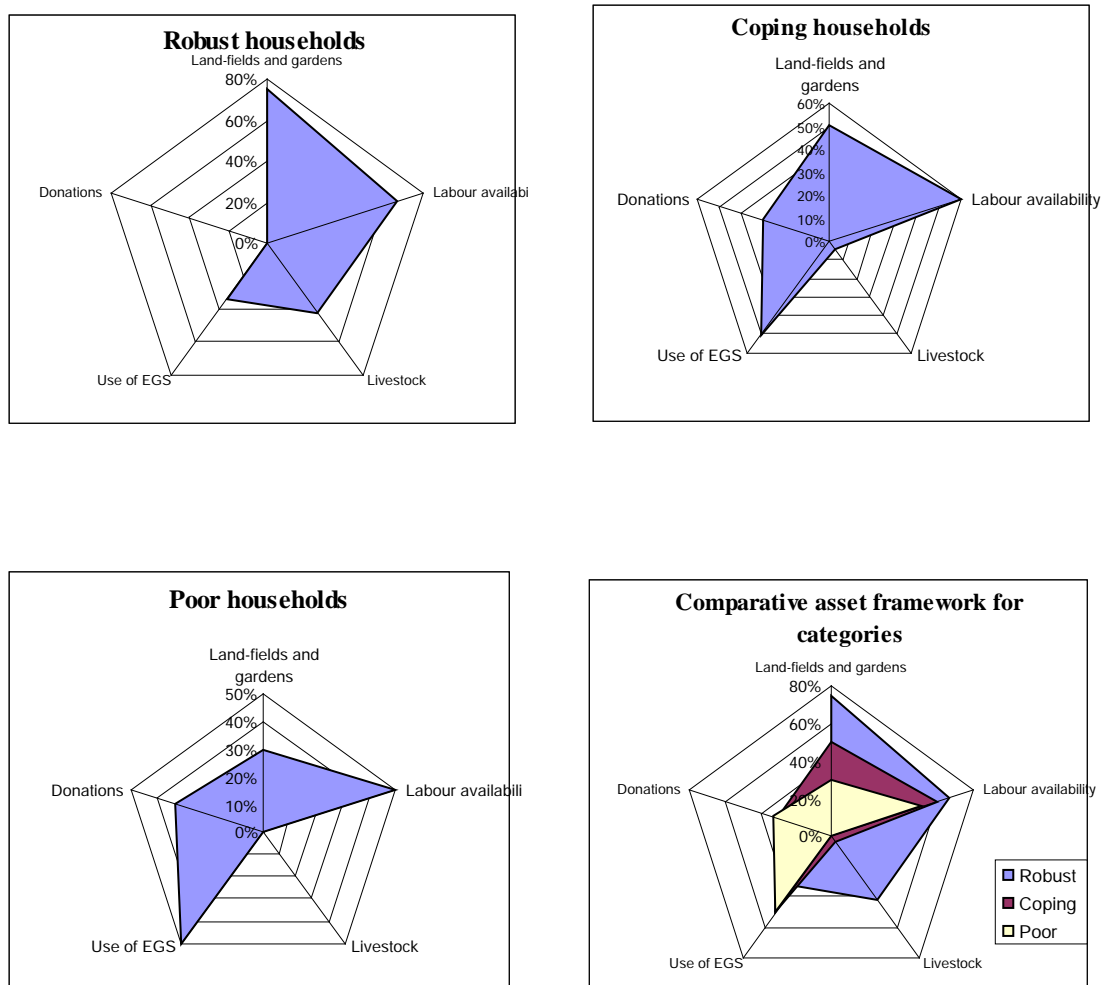 Robust households
Land-fields and gardens
80%
60%
40%
20%
0%
Donations
Labour availabi
Use of EGS
Livestock
Coping households
Land-fields and
gardens
60%
50%
40%
30%
20%
10%
0%
Donations
Labour availability
Use of EGS
Livestock
Poor households
Land-fields and
gardens
50%
40%
30%
20%
10%
0%
Donations
Labour availabili
Use of EGS
Livestock
Comparative asset framework for
categories
Land-fields and gardens
80%
60%
40%
20%
0%
Donations
Labour availability
Use of EGS
Livestock
Robust
Coping
Poor